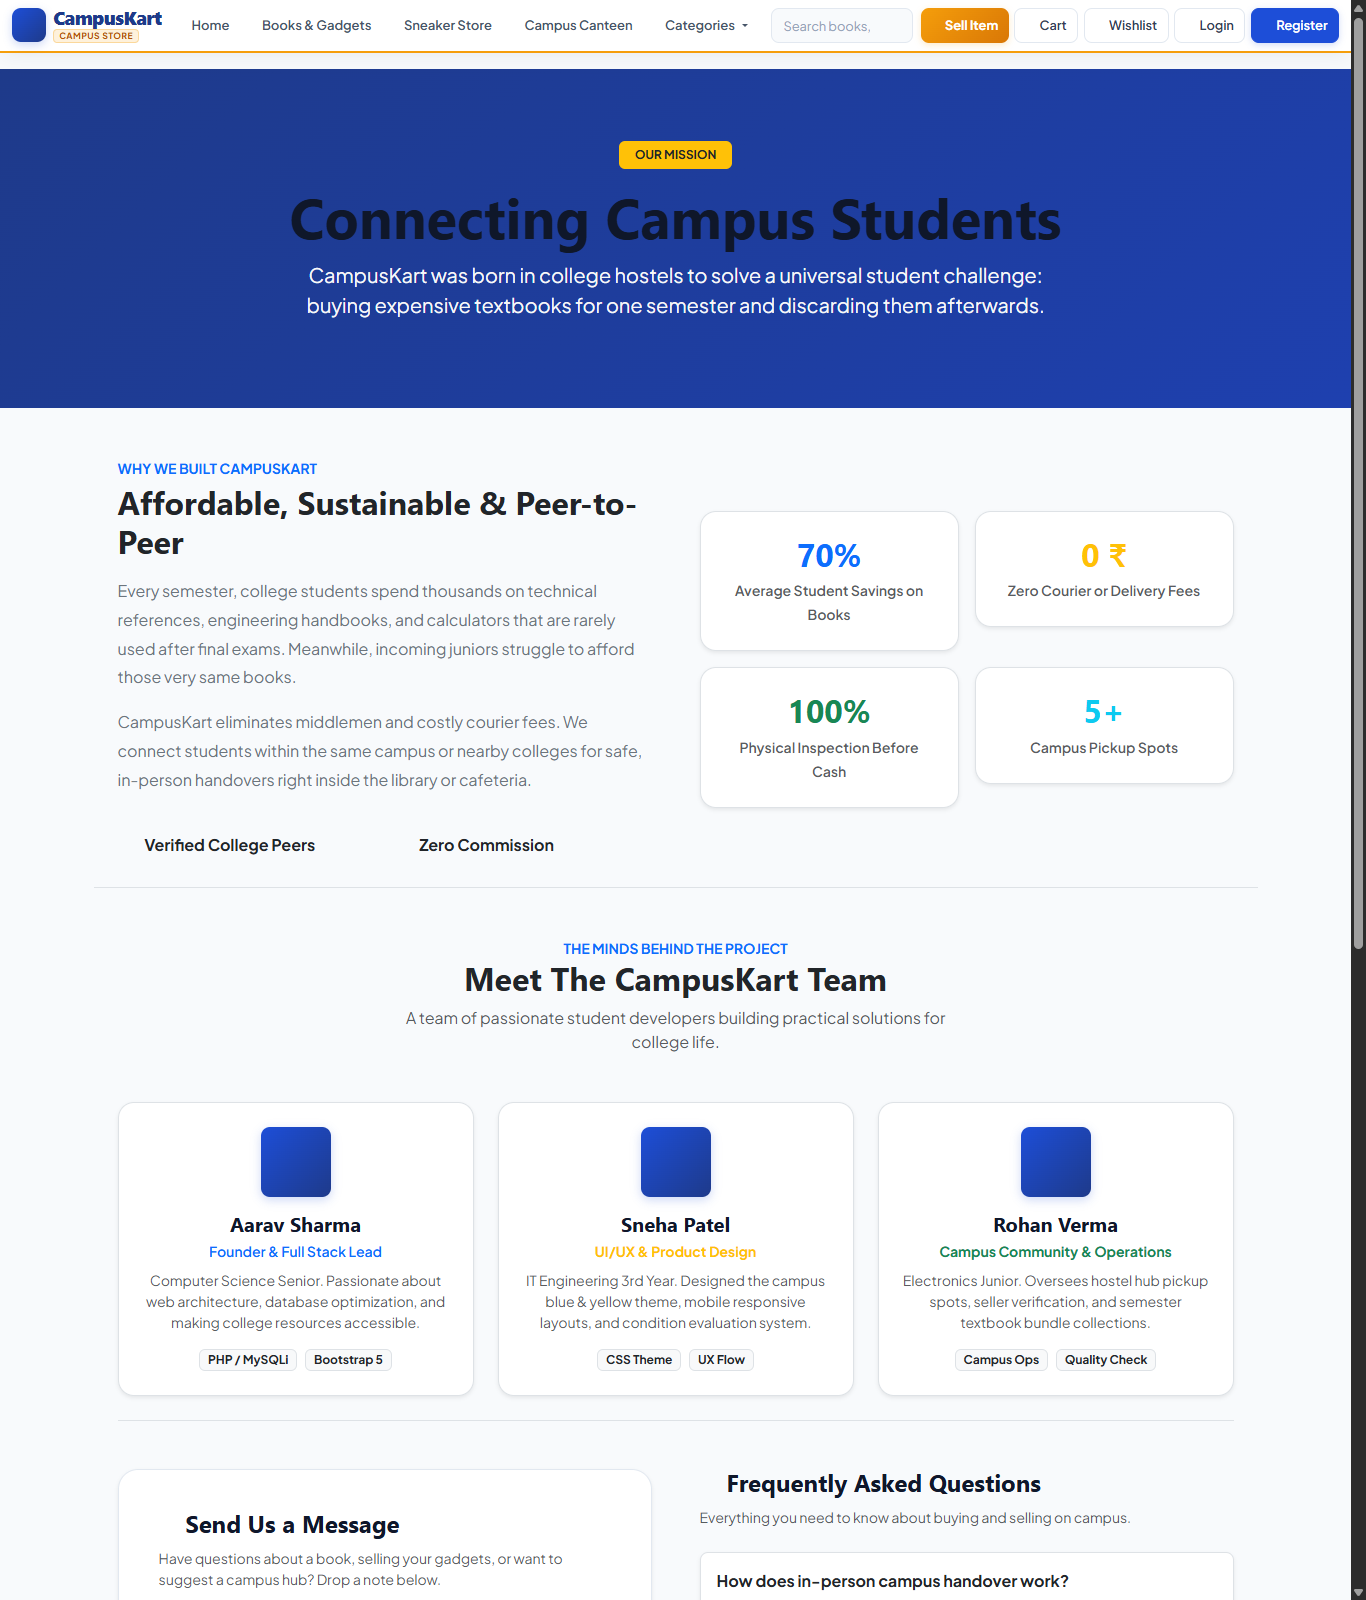 CampusKart
CAMPUS STORE
Home
Books & Gadgets
Sneaker Store
Campus Canteen
Categories
Search books,
Sell Item
Cart
Wishlist
Login
Register
OUR MISSION
Connecting Campus Students
CampusKart was born in college hostels to solve a universal student challenge:
buying expensive textbooks for one semester and discarding them afterwards.
WHY WE BUILT CAMPUSKART
Affordable, Sustainable & Peer-to-
Peer
Every semester, college students spend thousands on technical
references, engineering handbooks, and calculators that are rarely
used after final exams. Meanwhile, incoming juniors struggle to afford
those very same books.
CampusKart eliminates middlemen and costly courier fees. We
connect students within the same campus or nearby colleges for safe,
in-person handovers right inside the library or cafeteria.
Verified College Peers
Zero Commission
70%
Average Student Savings on
Books
0 ₹
Zero Courier or Delivery Fees
100%
Physical Inspection Before
Cash
5+
Campus Pickup Spots
THE MINDS BEHIND THE PROJECT
Meet The CampusKart Team
A team of passionate student developers building practical solutions for
college life.
Aarav Sharma
Founder & Full Stack Lead
Computer Science Senior. Passionate about
web architecture, database optimization, and
making college resources accessible.
PHP / MySQLi
Bootstrap 5
Sneha Patel
UI/UX & Product Design
IT Engineering 3rd Year. Designed the campus
blue & yellow theme, mobile responsive
layouts, and condition evaluation system.
CSS Theme
UX Flow
Rohan Verma
Campus Community & Operations
Electronics Junior. Oversees hostel hub pickup
spots, seller verification, and semester
textbook bundle collections.
Campus Ops
Quality Check
Send Us a Message
Have questions about a book, selling your gadgets, or want to
suggest a campus hub? Drop a note below.
Frequently Asked Questions
Everything you need to know about buying and selling on campus.
How does in-person campus handover work?